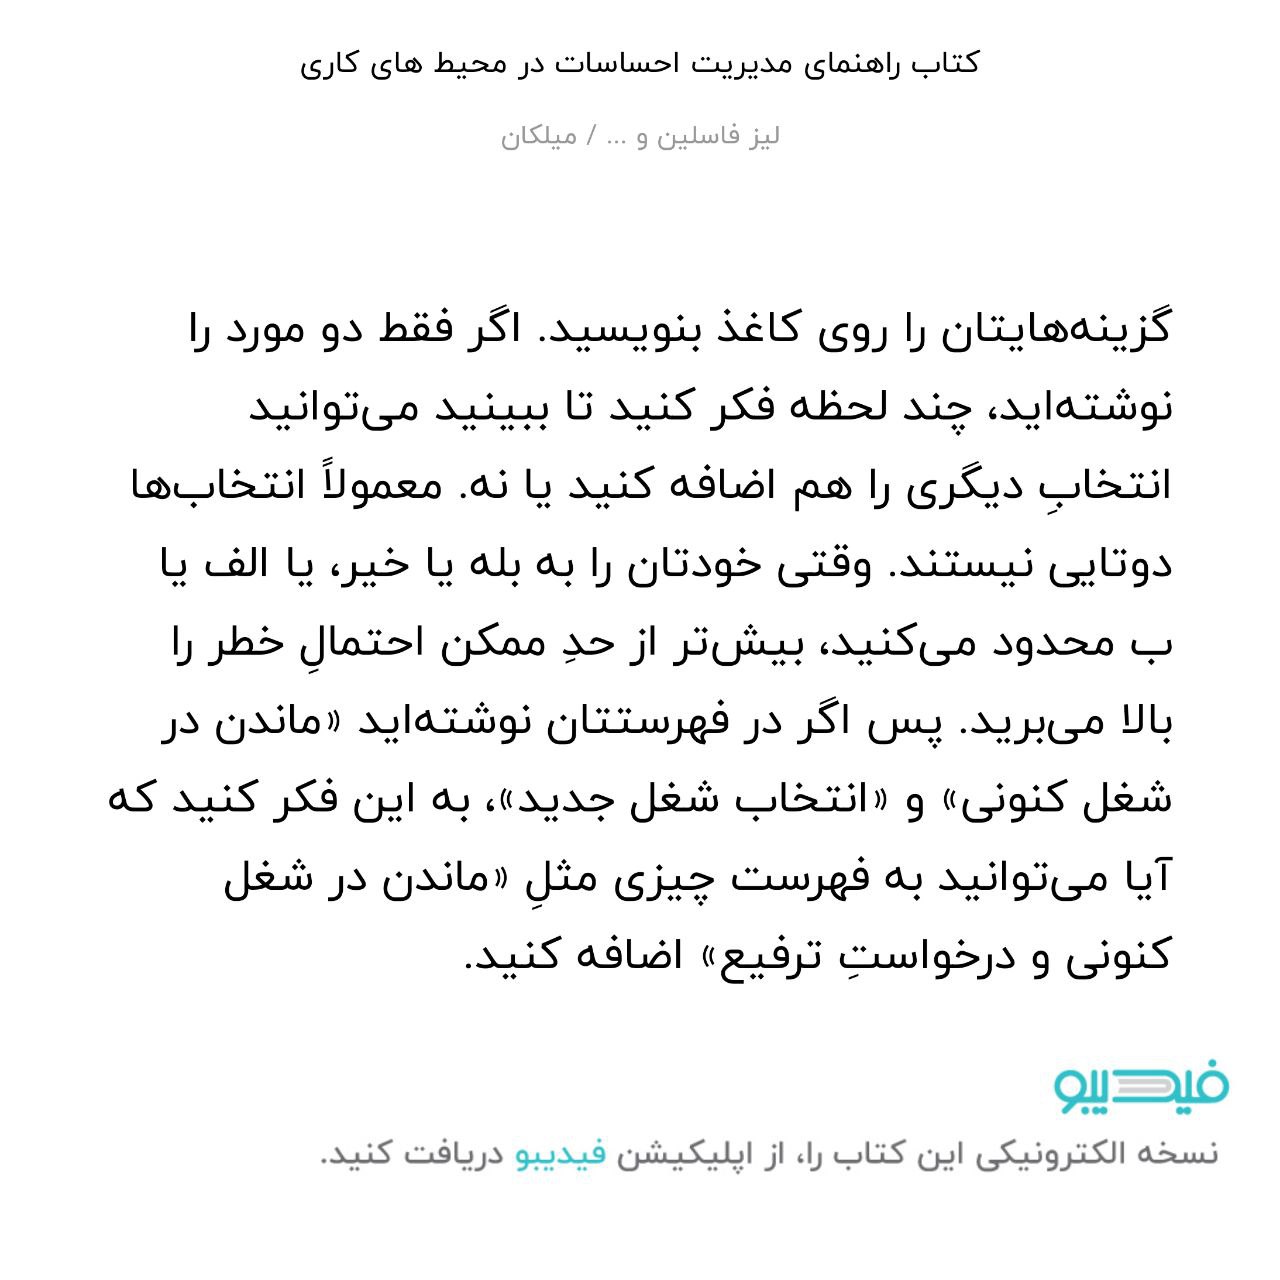 کتاب راهنمای مدیریت احساسات در محیط های کاری
لیز فاسلین و ... / میلکان
گزینه‌هایتان را روی کاغذ بنویسید. اگر فقط دو مورد را
نوشته‌اید، چند لحظه فکر کنید تا ببینید می‌توانید
انتخابِ دیگری را هم اضافه کنید یا نه. معمولاً انتخاب‌ها
دوتایی نیستند. وقتی خودتان را به بله یا خیر، یا الف یا
ب محدود می‌کنید، بیش‌تر از حدِ ممکن احتمالِ خطر را
بالا می‌برید. پس اگر در فهرستتان نوشته‌اید «ماندن در
شغل کنونی» و «انتخاب شغل جدید»، به این فکر کنید که
آیا می‌توانید به فهرست چیزی مثلِ «ماندن در شغل
کنونی و درخواستِ ترفیع» اضافه کنید.
فیدیبو
نسخه الکترونیکی این کتاب را، از اپلیکیشن فیدیبو دریافت کنید.